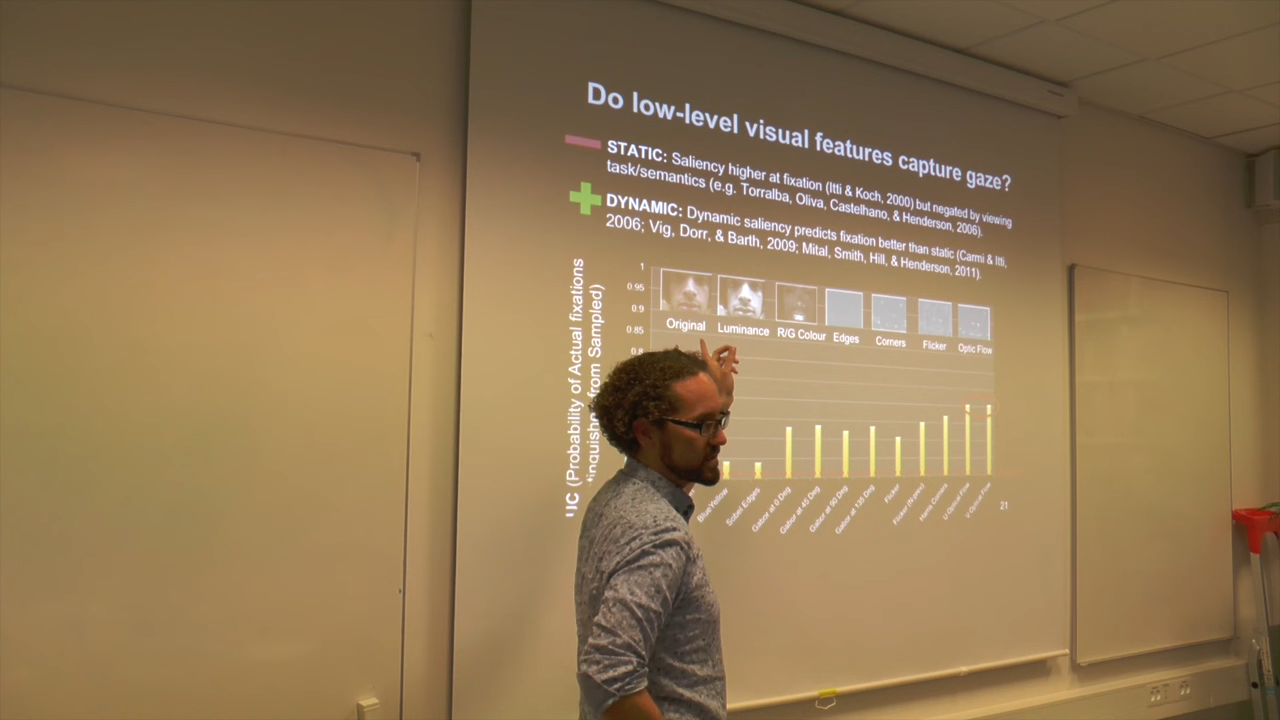 Do low-level visual features capture gaze?
STATIC: Saliency higher at fixation (Itti & Koch, 2000) but negated by viewing
task/semantics (e.g. Torralba, Oliva, Castelhano, & Henderson, 2006).
DYNAMIC: Dynamic saliency predicts fixation better than static (Carmi & Itti,
2006; Vig, Dorr, & Barth, 2009; Mital, Smith, Hill, & Henderson, 2011).
(Probability of Actual fixations
from Sampled)
1
0.95
0.9
0.85
0.8
Original Luminance R/G Colour Edges Corners Flicker Optic Flow
Blue/Yellow
Sobel Edges
Gabor at 0 Deg
Gabor at 45 Deg
Gabor at 90 Deg
Gabor at 135 Deg
Flicker
Flicker (N prev)
Harris Corners
U Optical Flow
V Optical Flow
21